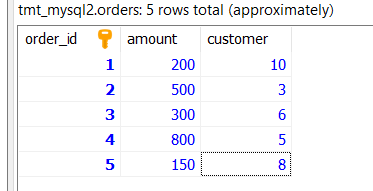 tmt_mysql2.orders: 5 rows total (approximately)
order_id amount customer
1 200 10
2 500 3
3 300 6
4 800 5
5 150 8